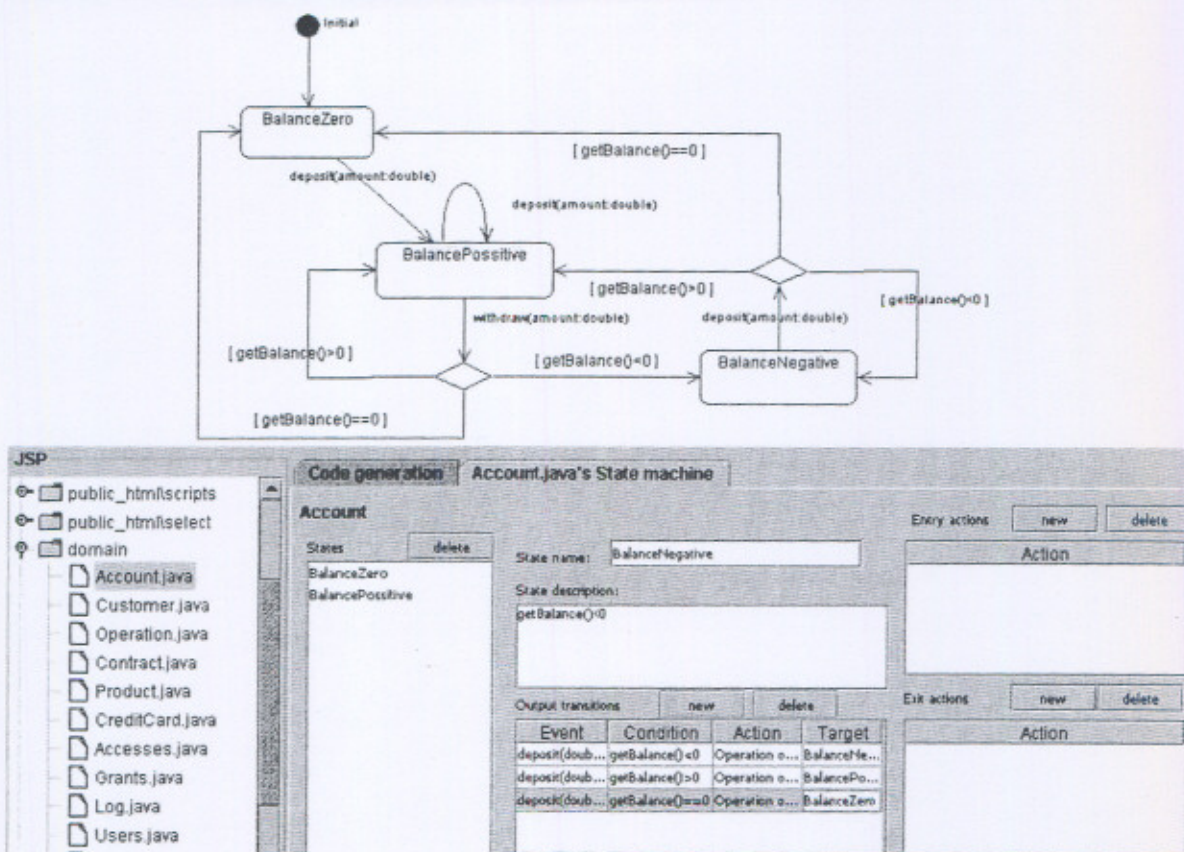 Initial
BalanceZero
[ getBalance()==0 ]
deposit(amount:double)
deposit(amount:double)
BalancePossitive
[ getBalance()>0 ]
[ getBalance()<0 ]
withdraw(amount:double)
deposit(amount:double)
[ getBalance()>0 ]
[ getBalance()<0 ]
BalanceNegative
[ getBalance()==0 ]
JSP
public_html\scripts
public_html\select
domain
Account.java
Customer.java
Operation.java
Contract.java
Product.java
CreditCard.java
Accesses.java
Grants.java
Log.java
Users.java
Code generation
Account.java's State machine
Account
States
delete
BalanceZero
BalancePossitive
State name:
BalanceNegative
State description:
getBalance()<0
Output transitions
new
delete
Event Condition Action Target
deposit(doub... getBalance()<0 Operation o... BalanceNe...
deposit(doub... getBalance()>0 Operation o... BalancePo...
deposit(doub... getBalance()==0 Operation o... BalanceZero
Entry actions
new
delete
Action
Exit actions
new
delete
Action